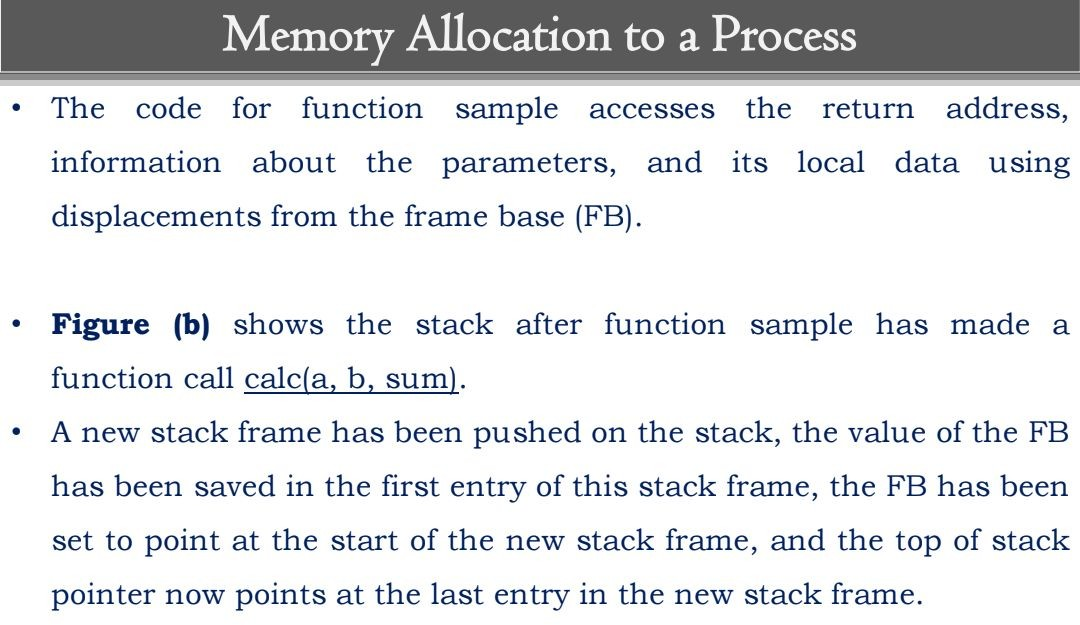 Memory Allocation to a Process
• The code for function sample accesses the return address,
information about the parameters, and its local data using
displacements from the frame base (FB).
• Figure (b) shows the stack after function sample has made a
function call calc(a, b, sum).
• A new stack frame has been pushed on the stack, the value of the FB
has been saved in the first entry of this stack frame, the FB has been
set to point at the start of the new stack frame, and the top of stack
pointer now points at the last entry in the new stack frame.